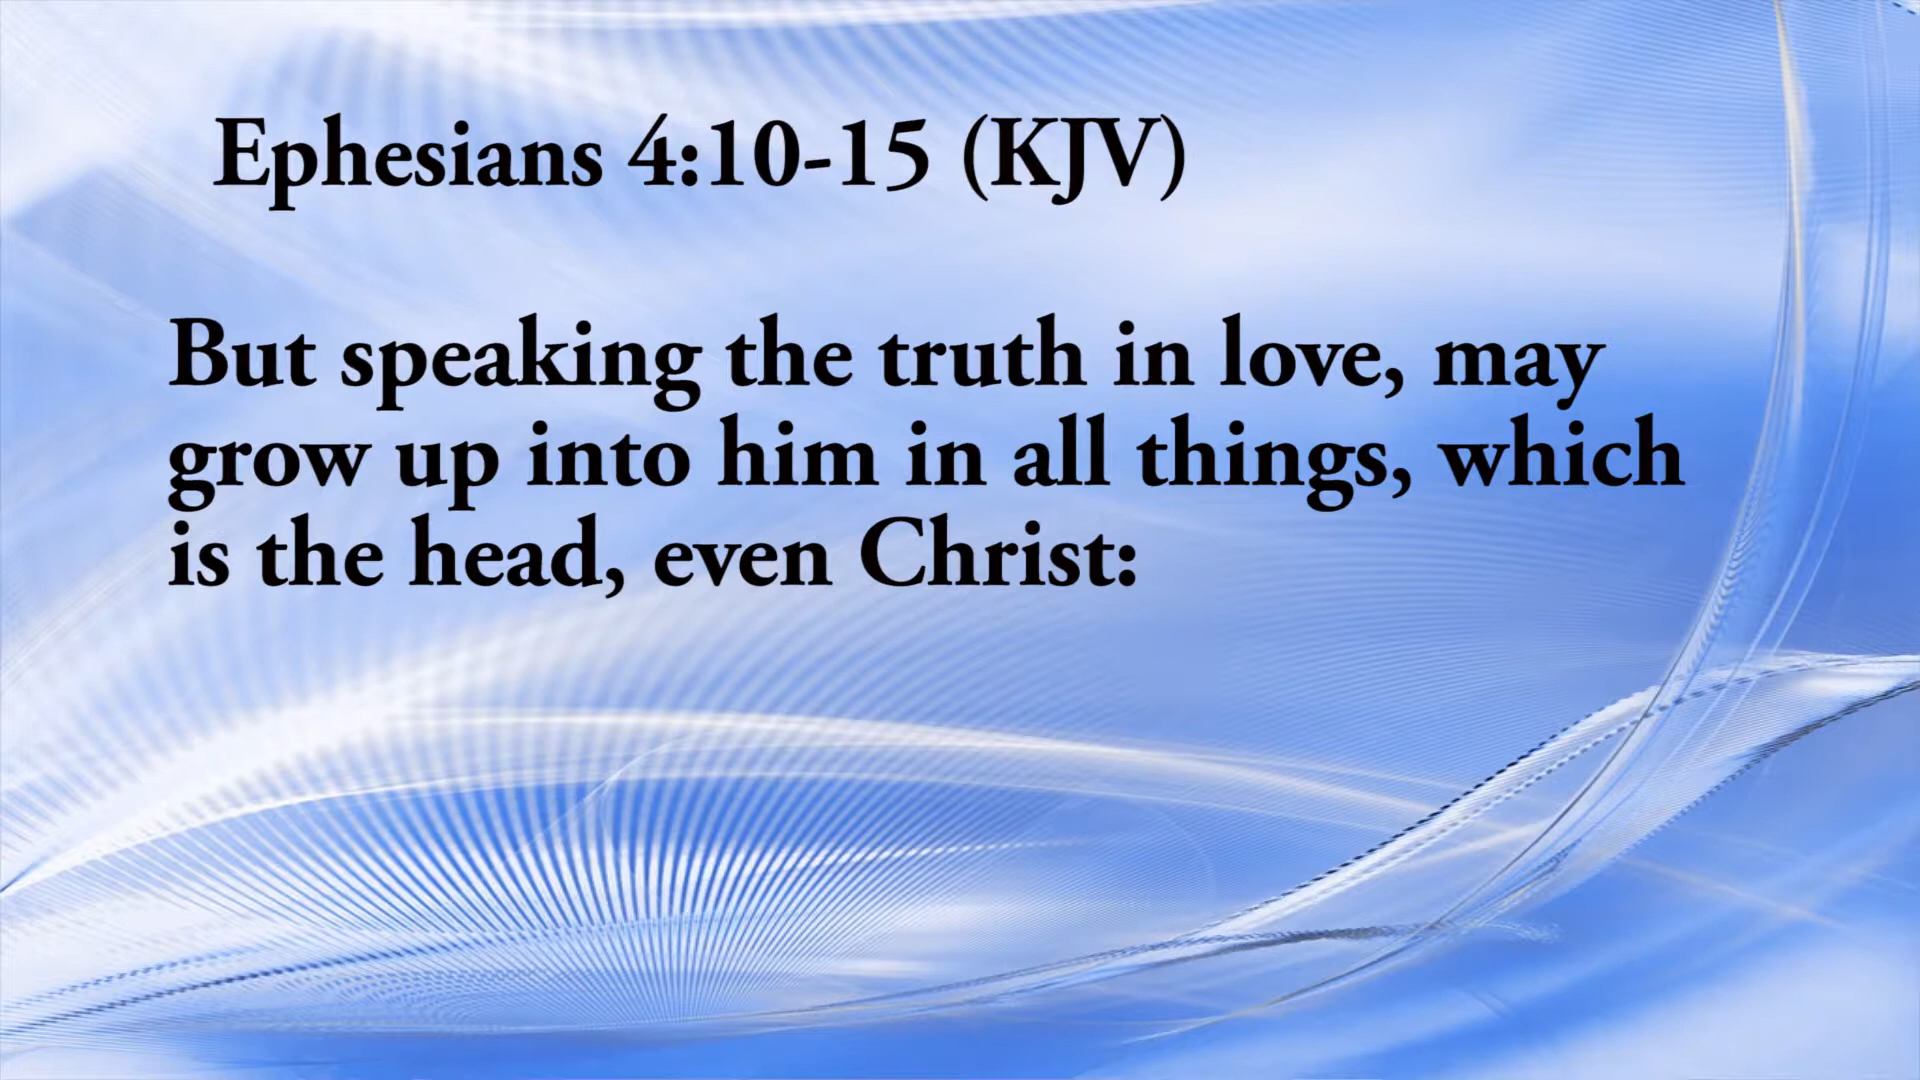 Ephesians 4:10-15 (KJV)
But speaking the truth in love, may
grow up into him in all things, which
is the head, even Christ: